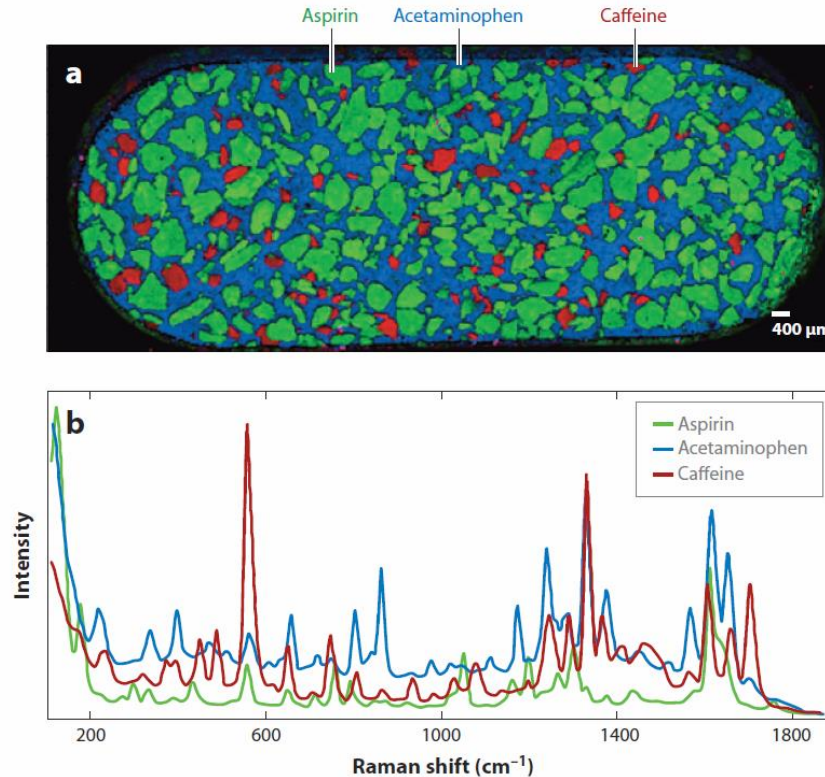 Aspirin Acetaminophen Caffeine
a
400 μm
b
Aspirin
Acetaminophen
Caffeine
Intensity
200 600 1000 1400 1800
Raman shift (cm⁻¹)